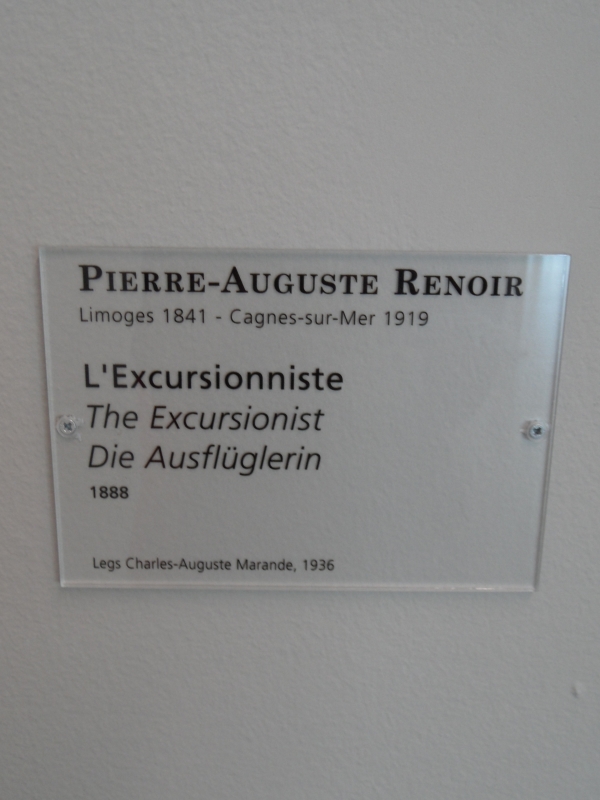 PIERRE-AUGUSTE RENOIR
Limoges 1841 - Cagnes-sur-Mer 1919
L'Excursionniste
The Excursionist
Die Ausflüglerin
1888
Legs Charles-Auguste Marande, 1936